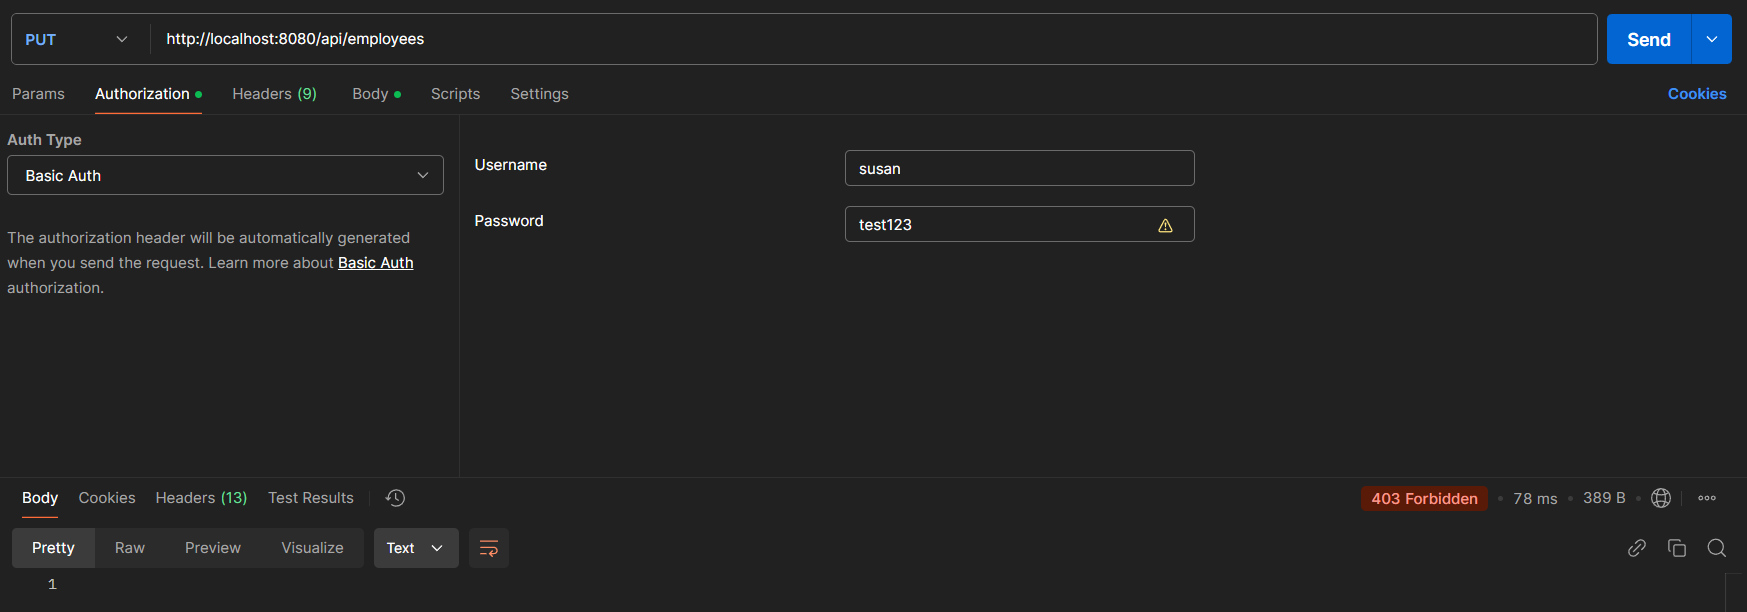 PUT http://localhost:8080/api/employees Send
Params Authorization Headers (9) Body Scripts Settings Cookies
Auth Type
Basic Auth
The authorization header will be automatically generated
when you send the request. Learn more about Basic Auth
authorization.
Username susan
Password test123
Body Cookies Headers (13) Test Results 403 Forbidden 78 ms 389 B
Pretty Raw Preview Visualize Text
1